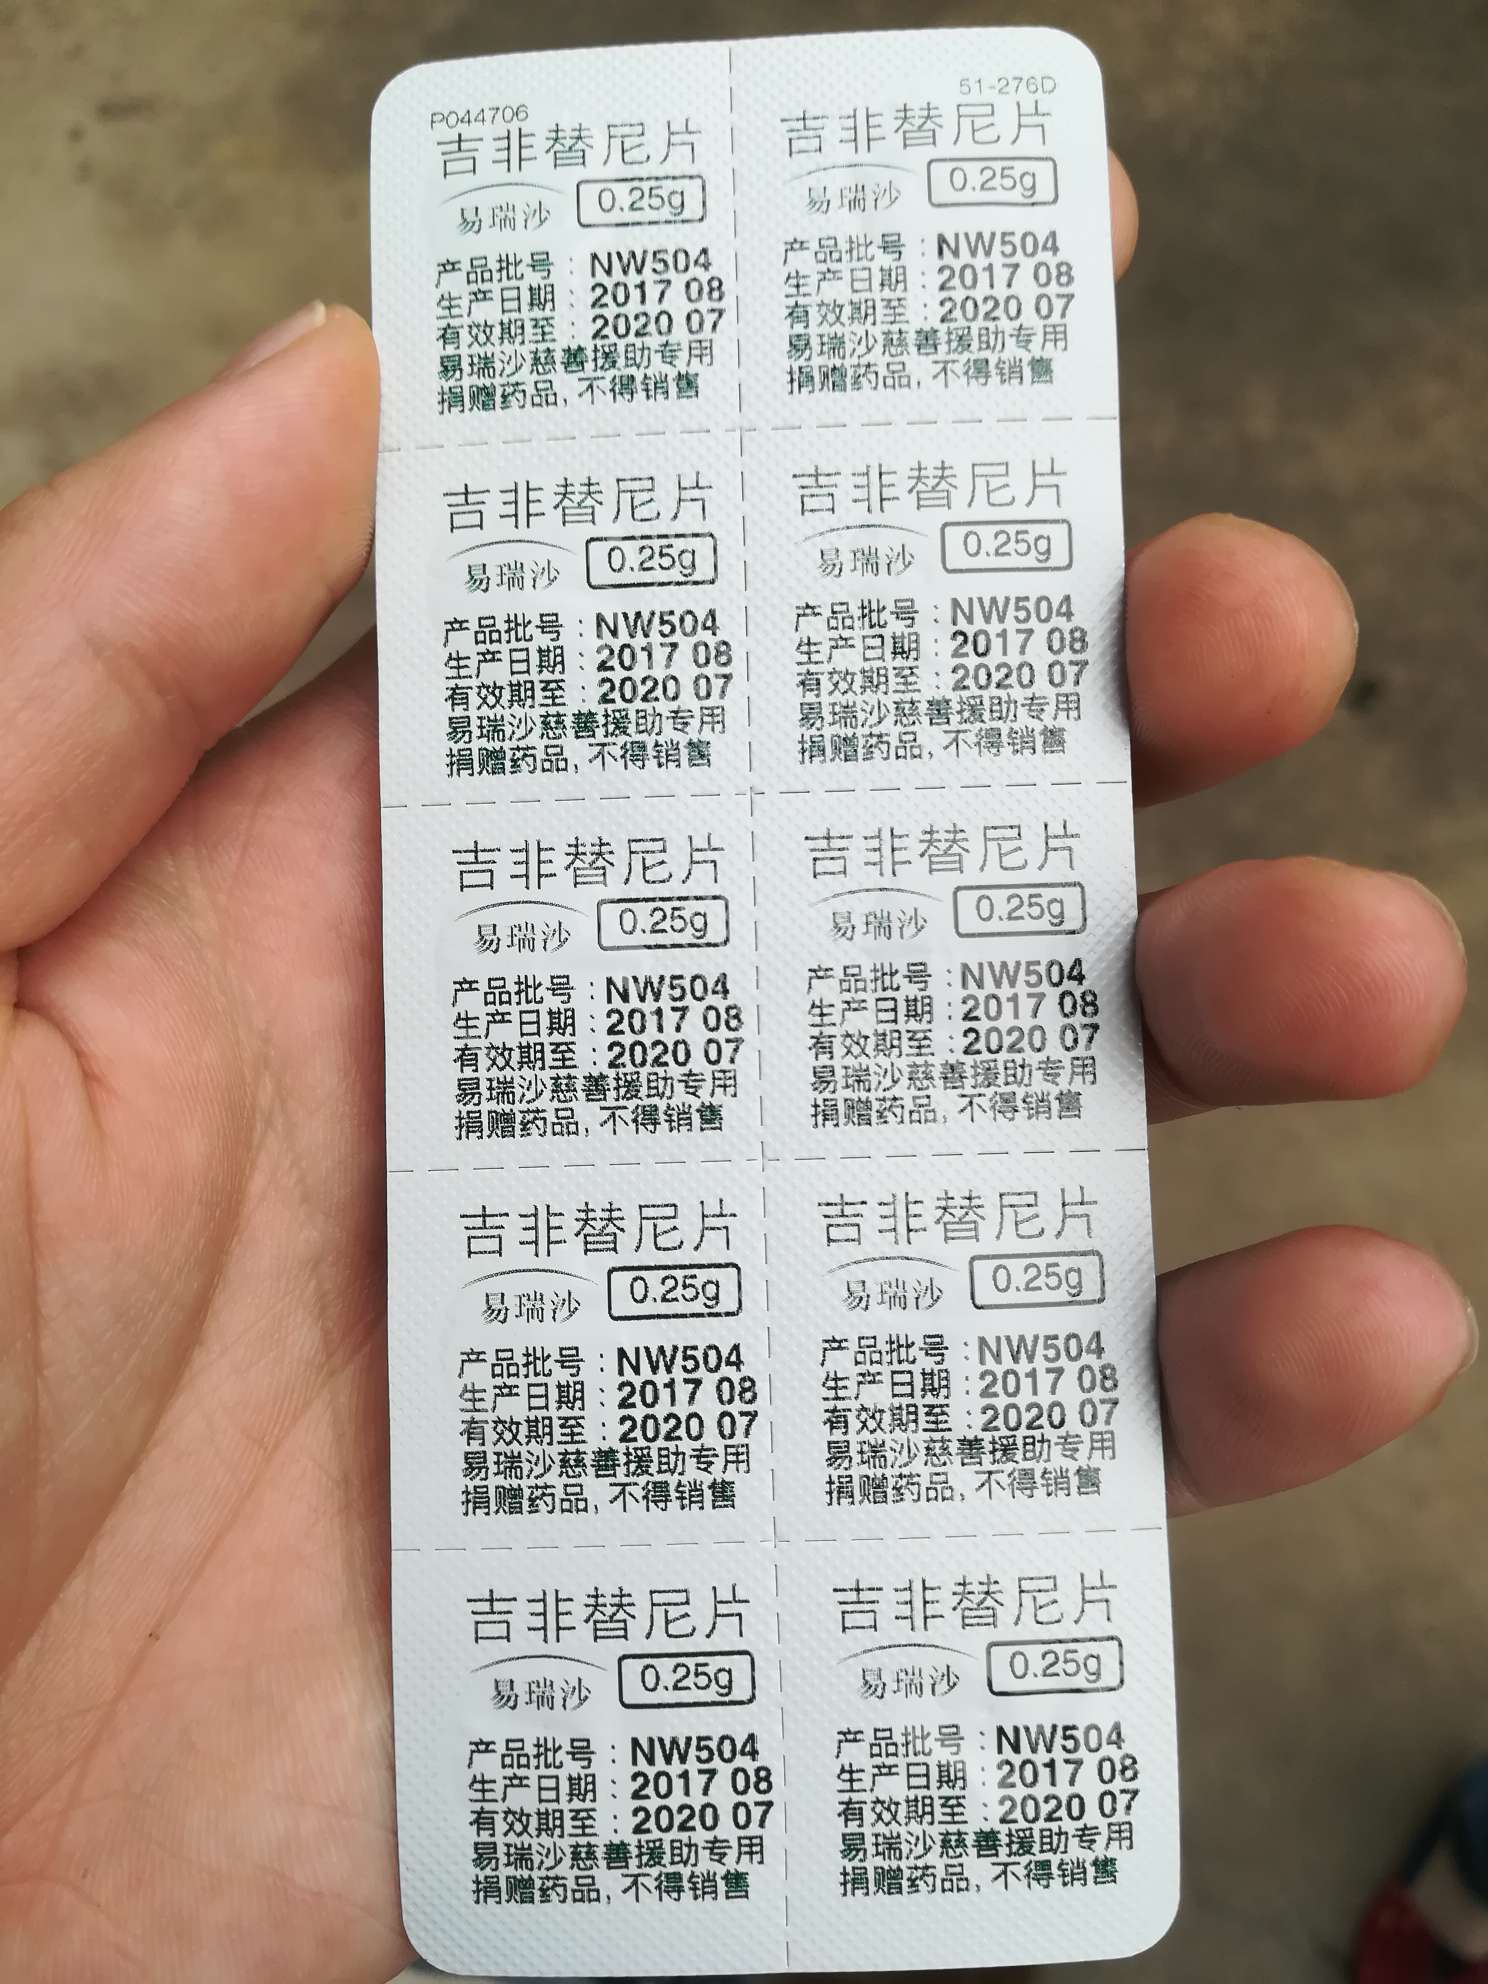 P044706
51-276D
吉非替尼片
易瑞沙 0.25g
产品批号：NW504
生产日期：2017 08
有效期至：2020 07
易瑞沙慈善援助专用
捐赠药品,不得销售
吉非替尼片
易瑞沙 0.25g
产品批号：NW504
生产日期：2017 08
有效期至：2020 07
易瑞沙慈善援助专用
捐赠药品,不得销售
吉非替尼片
易瑞沙 0.25g
产品批号：NW504
生产日期：2017 08
有效期至：2020 07
易瑞沙慈善援助专用
捐赠药品,不得销售
吉非替尼片
易瑞沙 0.25g
产品批号：NW504
生产日期：2017 08
有效期至：2020 07
易瑞沙慈善援助专用
捐赠药品,不得销售
吉非替尼片
易瑞沙 0.25g
产品批号：NW504
生产日期：2017 08
有效期至：2020 07
易瑞沙慈善援助专用
捐赠药品,不得销售
吉非替尼片
易瑞沙 0.25g
产品批号：NW504
生产日期：2017 08
有效期至：2020 07
易瑞沙慈善援助专用
捐赠药品,不得销售
吉非替尼片
易瑞沙 0.25g
产品批号：NW504
生产日期：2017 08
有效期至：2020 07
易瑞沙慈善援助专用
捐赠药品,不得销售
吉非替尼片
易瑞沙 0.25g
产品批号：NW504
生产日期：2017 08
有效期至：2020 07
易瑞沙慈善援助专用
捐赠药品,不得销售
吉非替尼片
易瑞沙 0.25g
产品批号：NW504
生产日期：2017 08
有效期至：2020 07
易瑞沙慈善援助专用
捐赠药品,不得销售
吉非替尼片
易瑞沙 0.25g
产品批号：NW504
生产日期：2017 08
有效期至：2020 07
易瑞沙慈善援助专用
捐赠药品,不得销售